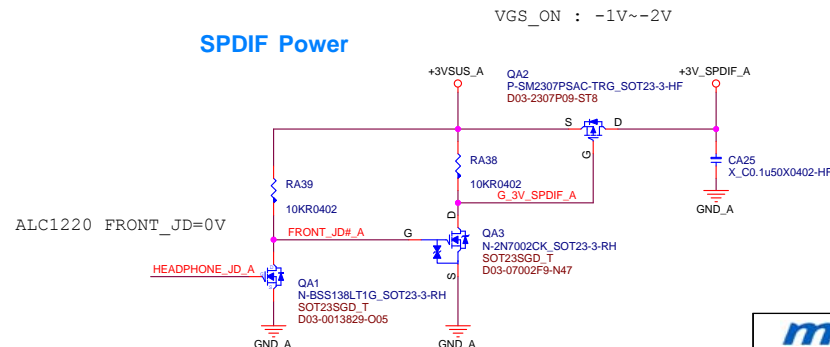 VGS_ON : -1V~-2V
SPDIF Power
+3VSUS_A
QA2
P-SM2307PSAC-TRG_SOT23-3-HF
D03-2307P09-ST8
+3V_SPDIF_A
S
D
G
RA39
10KR0402
RA38
10KR0402
G_3V_SPDIF_A
CA25
X_C0.1u50X0402-HF
GND_A
ALC1220 FRONT_JD=0V
FRONT_JD#_A
G
D
S
QA3
N-2N7002CK_SOT23-3-RH
SOT23SGD_T
D03-07002F9-N47
HEADPHONE_JD_A
QA1
N-BSS138LT1G_SOT23-3-RH
SOT23SGD_T
D03-0013829-O05
GND_A
GND_A